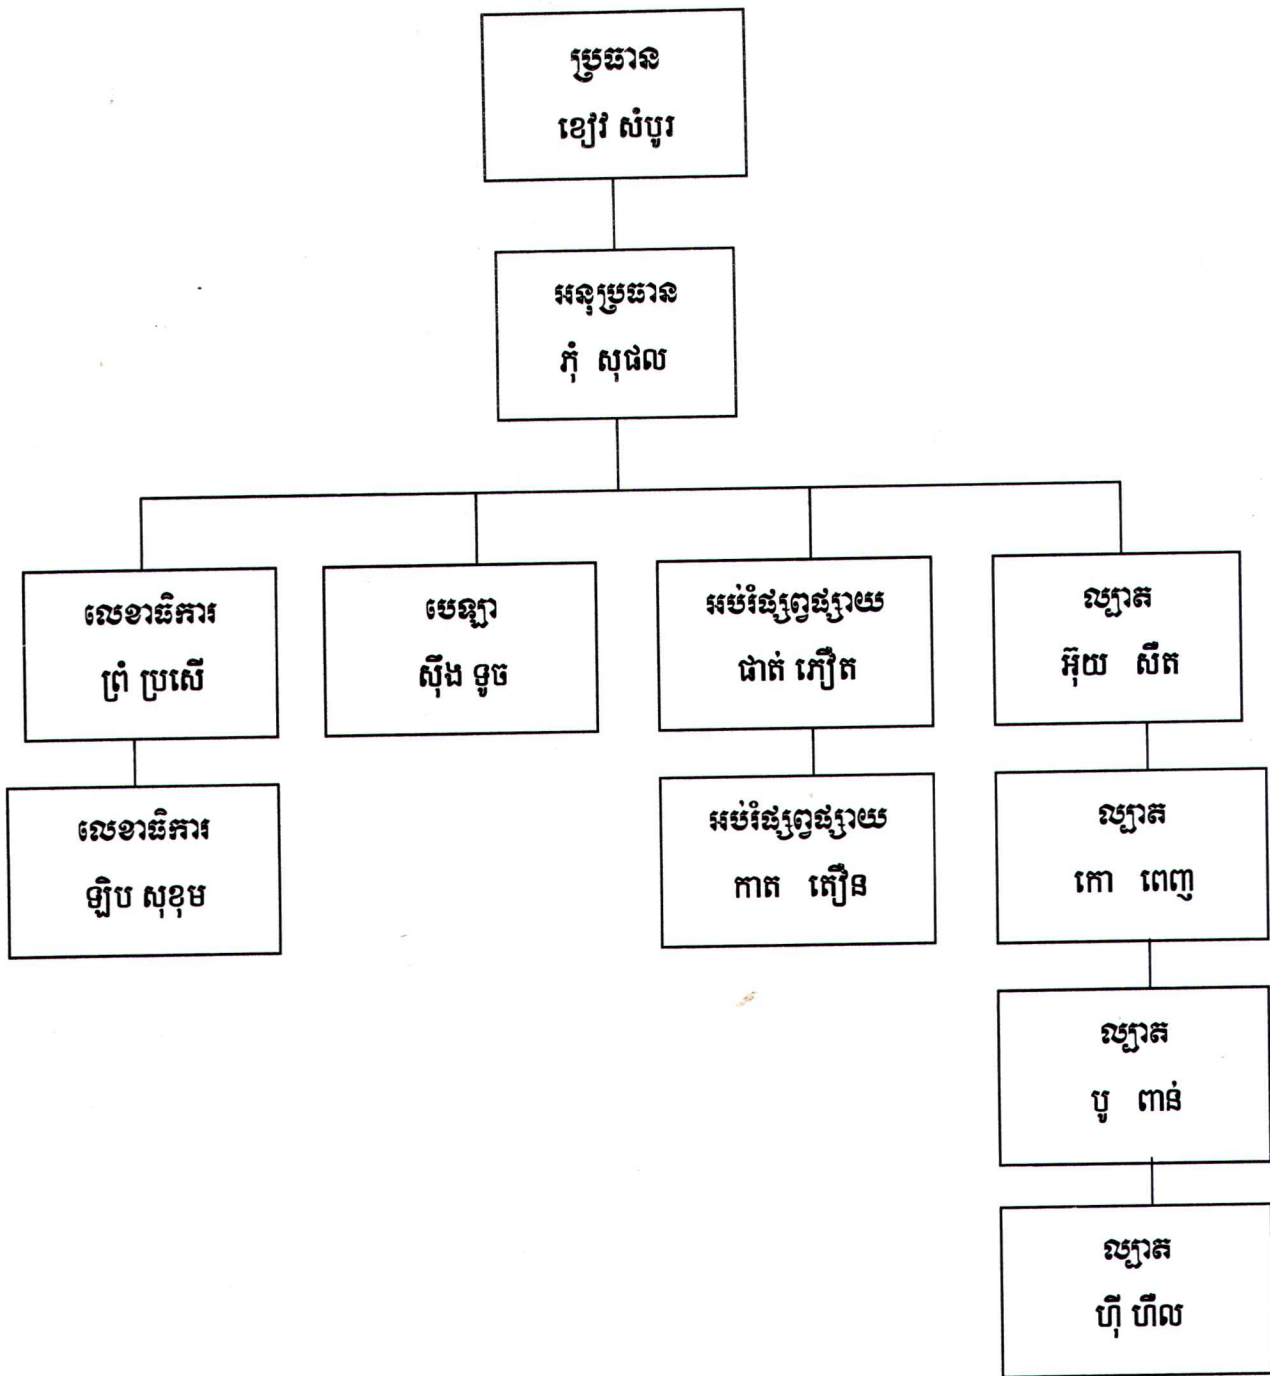 ប្រធាន
ខៀវ សំបូរ
អនុប្រធាន
ភុំ សុផល
លេខាធិការ
ព្រំ ប្រសើ
បេឡា
ស៊ឹង ទូច
អប់រំផ្សព្វផ្សាយ
ផាត់ ភឿត
ល្បាត
អ៊ុយ សឺត
លេខាធិការ
ឡិប សុខុម
អប់រំផ្សព្វផ្សាយ
កាត តឿន
ល្បាត
កោ ពេញ
ល្បាត
បូ ពាន់
ល្បាត
ហ៊ី ហឺល